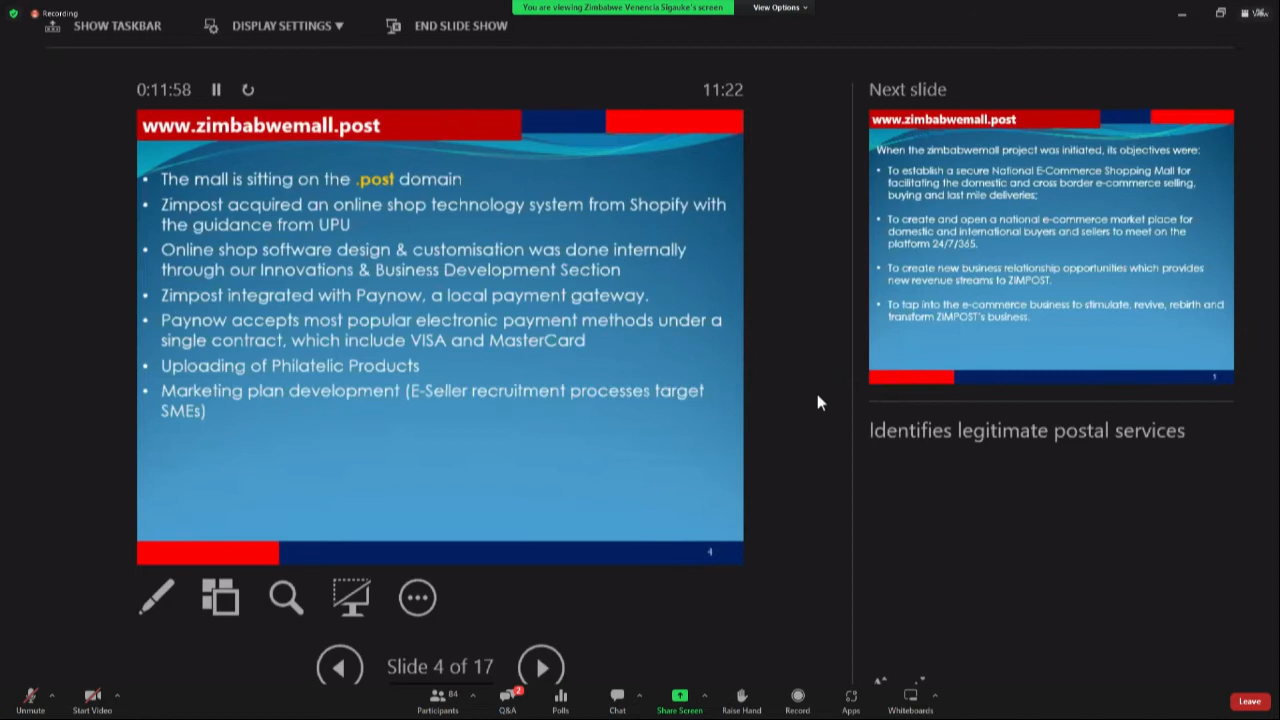 Recording
You are viewing Zimbabwe Venencia Sigauke's screen
View Options
View
SHOW TASKBAR
DISPLAY SETTINGS
END SLIDE SHOW
0:11:58
11:22
www.zimbabwemall.post
• The mall is sitting on the .post domain
• Zimpost acquired an online shop technology system from Shopify with
the guidance from UPU
• Online shop software design & customisation was done internally
through our Innovations & Business Development Section
• Zimpost integrated with Paynow, a local payment gateway.
• Paynow accepts most popular electronic payment methods under a
single contract, which include VISA and MasterCard
• Uploading of Philatelic Products
• Marketing plan development (E-Seller recruitment processes target
SMEs)
4
Slide 4 of 17
Next slide
www.zimbabwemall.post
When the zimbabwemall project was initiated, its objectives were:
• To establish a secure National E-Commerce Shopping Mall for
facilitating the domestic and cross border e-commerce selling,
buying and last mile deliveries;
• To create and open a national e-commerce market place for
domestic and international buyers and sellers to meet on the
platform 24/7/365.
• To create new business relationship opportunities which provides
new revenue streams to ZIMPOST.
• To tap into the e-commerce business to stimulate, revive, rebirth and
transform ZIMPOST's business.
Identifies legitimate postal services
Unmute
Start Video
Participants
84
Q&A
2
Polls
Chat
Share Screen
Raise Hand
Record
Apps
Whiteboards
Leave